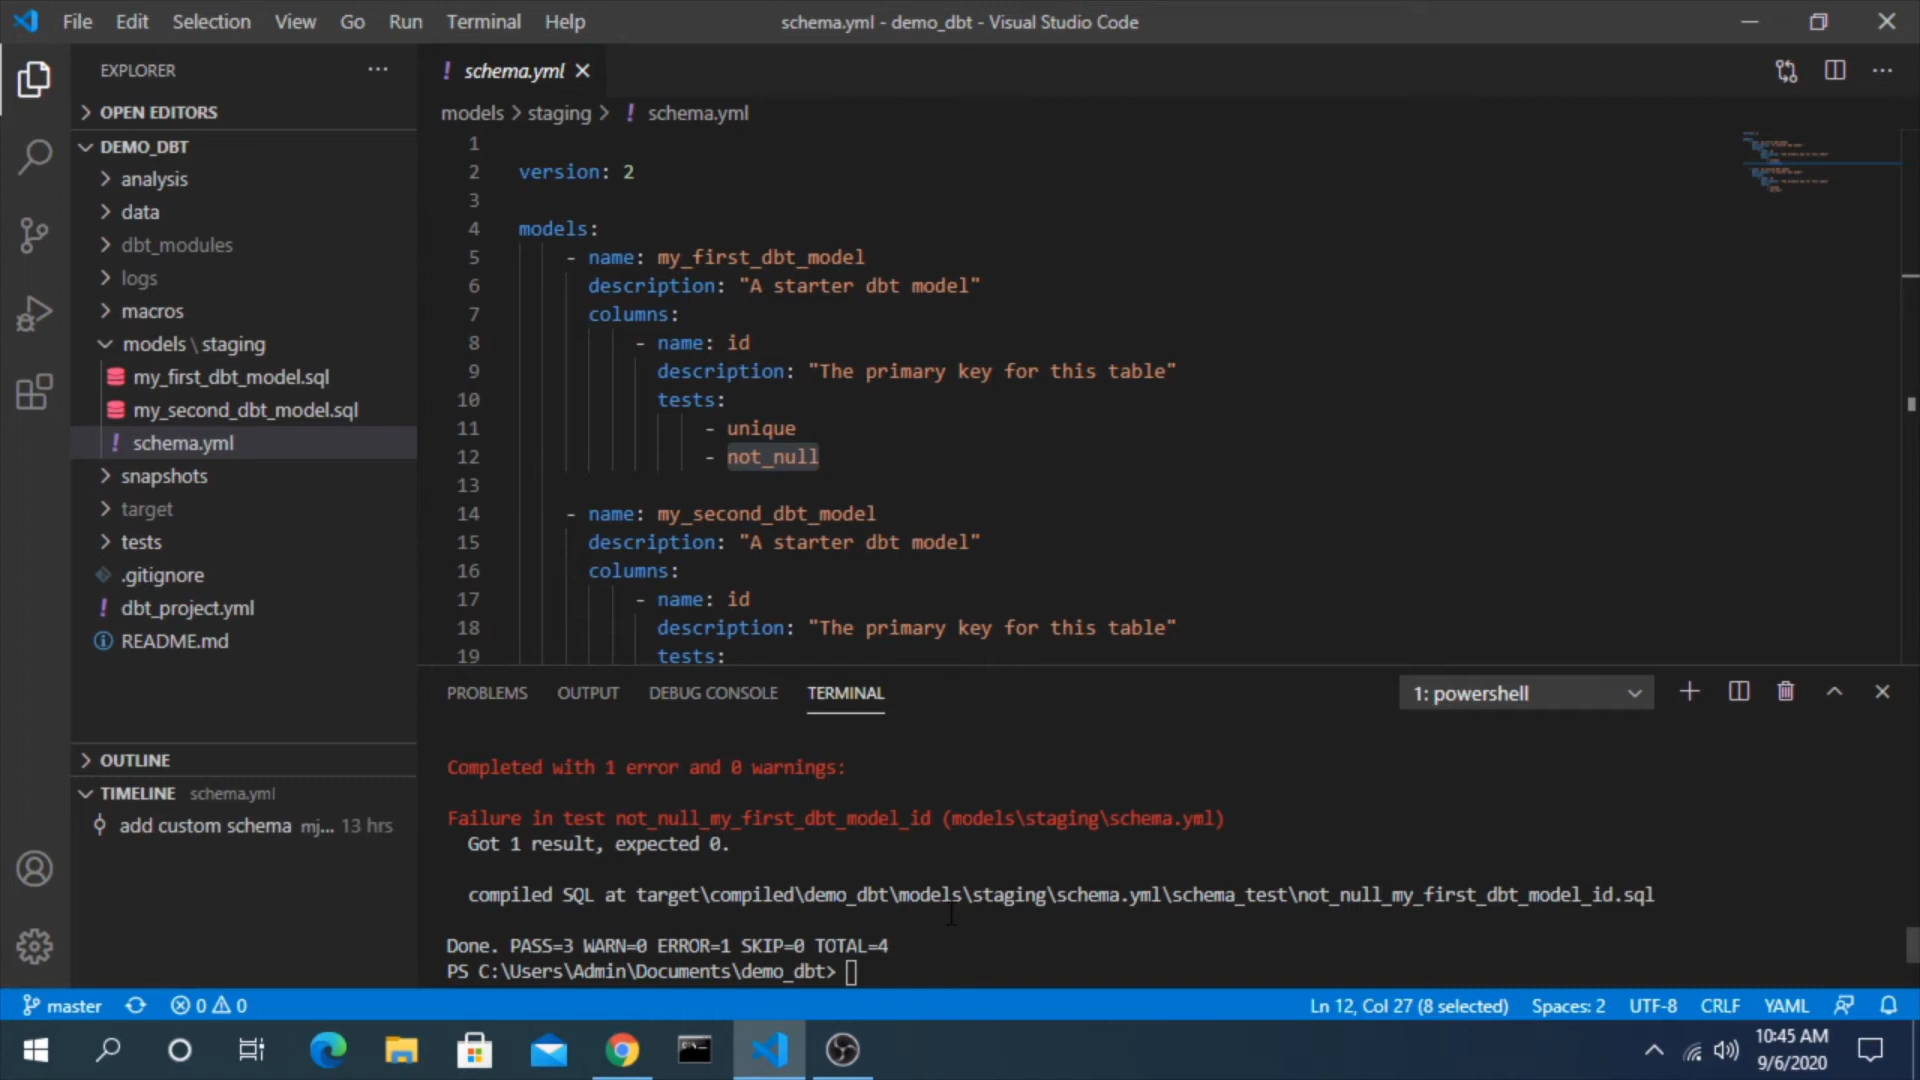 File Edit Selection View Go Run Terminal Help
schema.yml - demo_dbt - Visual Studio Code
EXPLORER
OPEN EDITORS
DEMO_DBT
analysis
data
dbt_modules
logs
macros
models \ staging
my_first_dbt_model.sql
my_second_dbt_model.sql
schema.yml
snapshots
target
tests
.gitignore
dbt_project.yml
README.md
OUTLINE
TIMELINE schema.yml
add custom schema mj... 13 hrs
! schema.yml
models > staging > ! schema.yml
1
2 version: 2
3
4 models:
5 - name: my_first_dbt_model
6 description: "A starter dbt model"
7 columns:
8 - name: id
9 description: "The primary key for this table"
10 tests:
11 - unique
12 - not_null
13
14 - name: my_second_dbt_model
15 description: "A starter dbt model"
16 columns:
17 - name: id
18 description: "The primary key for this table"
19 tests:
PROBLEMS OUTPUT DEBUG CONSOLE TERMINAL
1: powershell
Completed with 1 error and 0 warnings:
Failure in test not_null_my_first_dbt_model_id (models\staging\schema.yml)
Got 1 result, expected 0.
compiled SQL at target\compiled\demo_dbt\models\staging\schema.yml\schema_test\not_null_my_first_dbt_model_id.sql
Done. PASS=3 WARN=0 ERROR=1 SKIP=0 TOTAL=4
PS C:\Users\Admin\Documents\demo_dbt>
master 0 0
Ln 12, Col 27 (8 selected) Spaces: 2 UTF-8 CRLF YAML
10:45 AM
9/6/2020